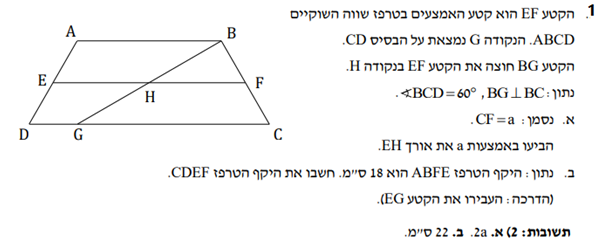 1. הקטע EF הוא קטע האמצעים בטרפז שווה השוקיים
ABCD. הנקודה G נמצאת על הבסיס CD.
הקטע BG חוצה את הקטע EF בנקודה H.
נתון: BG⊥BC , ∢BCD=60°.
א. נסמן: CF=a.
הביעו באמצעות a את אורך EH.
ב. נתון: היקף הטרפז ABFE הוא 18 ס״מ. חשבו את היקף הטרפז CDEF.
(הדרכה: העבירו את הקטע EG).
תשובות: 2) א. 2a. ב. 22 ס״מ.
A B
E H F
D G C